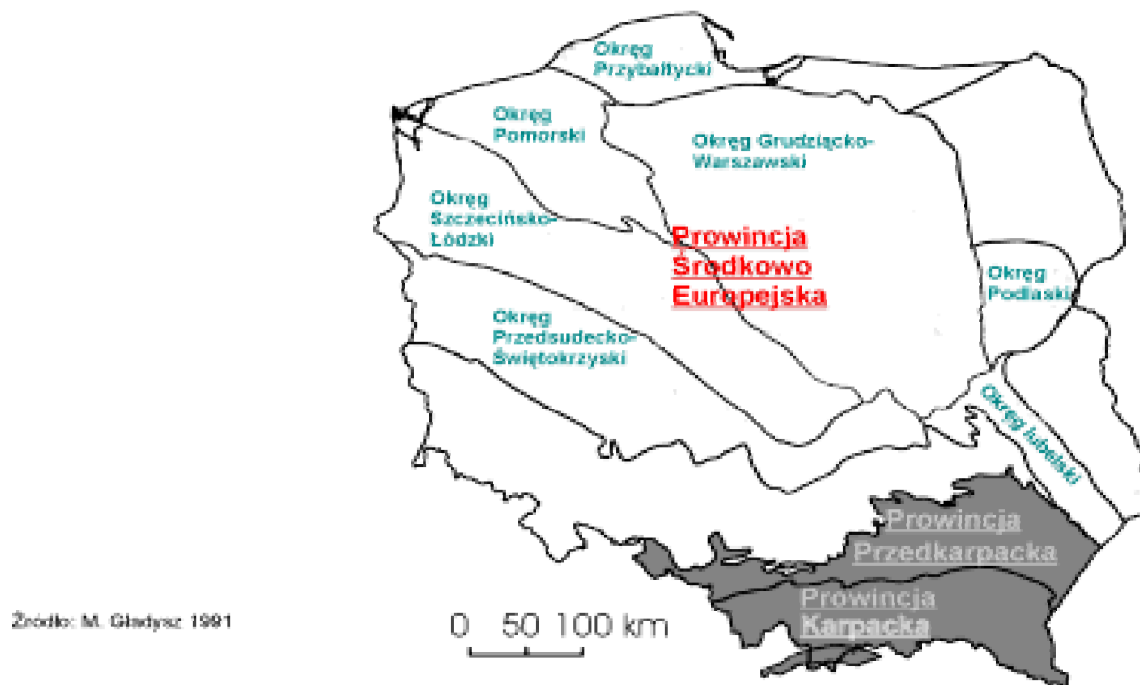 Okręg
Przybałtycki
Okręg
Pomorski
Okręg Grudziącko-
Warszawski
Okręg
Szczecińsko-
Łódzki
Prowincja
Środkowo
Europejska
Okręg
Podlaski
Okręg
Przedsudecko-
Świętokrzyski
Okręg lubelski
Prowincja
Przedkarpacka
Prowincja
Karpacka
Źródło: M. Gładysz 1991
0 50 100 km